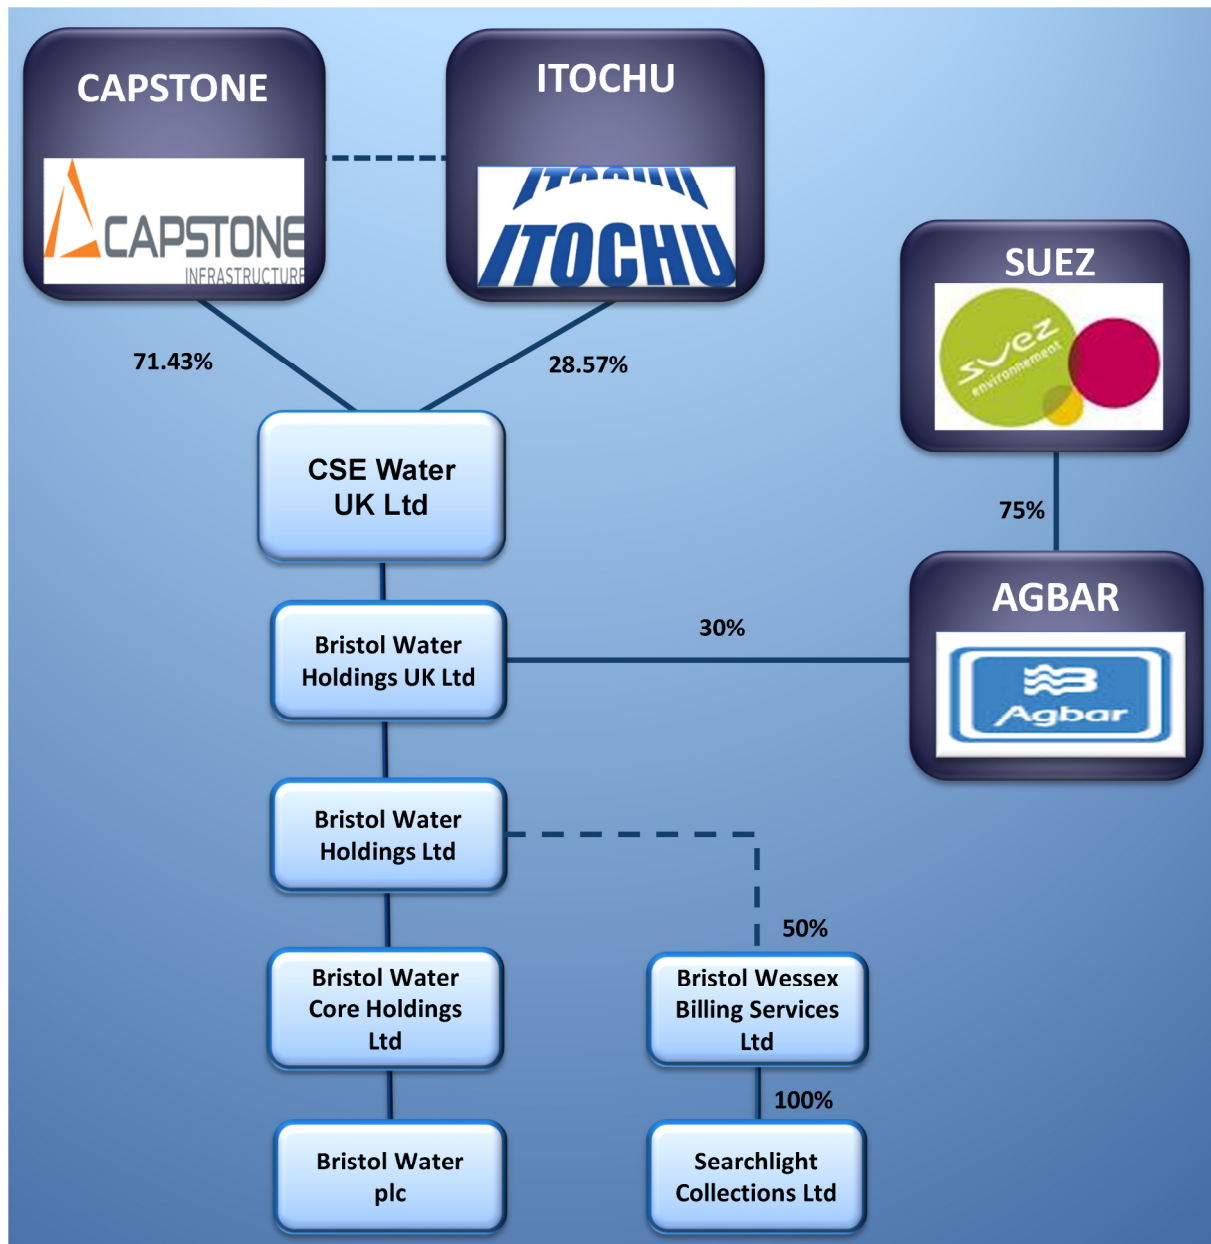 CAPSTONE
CAPSTONE
INFRASTRUCTURE
ITOCHU
ITOCHU
ITOCHU
71.43%
28.57%
SUEZ
suez
environnement
75%
CSE Water
UK Ltd
AGBAR
Agbar
30%
Bristol Water
Holdings UK Ltd
Bristol Water
Holdings Ltd
50%
Bristol Water
Core Holdings
Ltd
Bristol Wessex
Billing Services
Ltd
100%
Bristol Water
plc
Searchlight
Collections Ltd